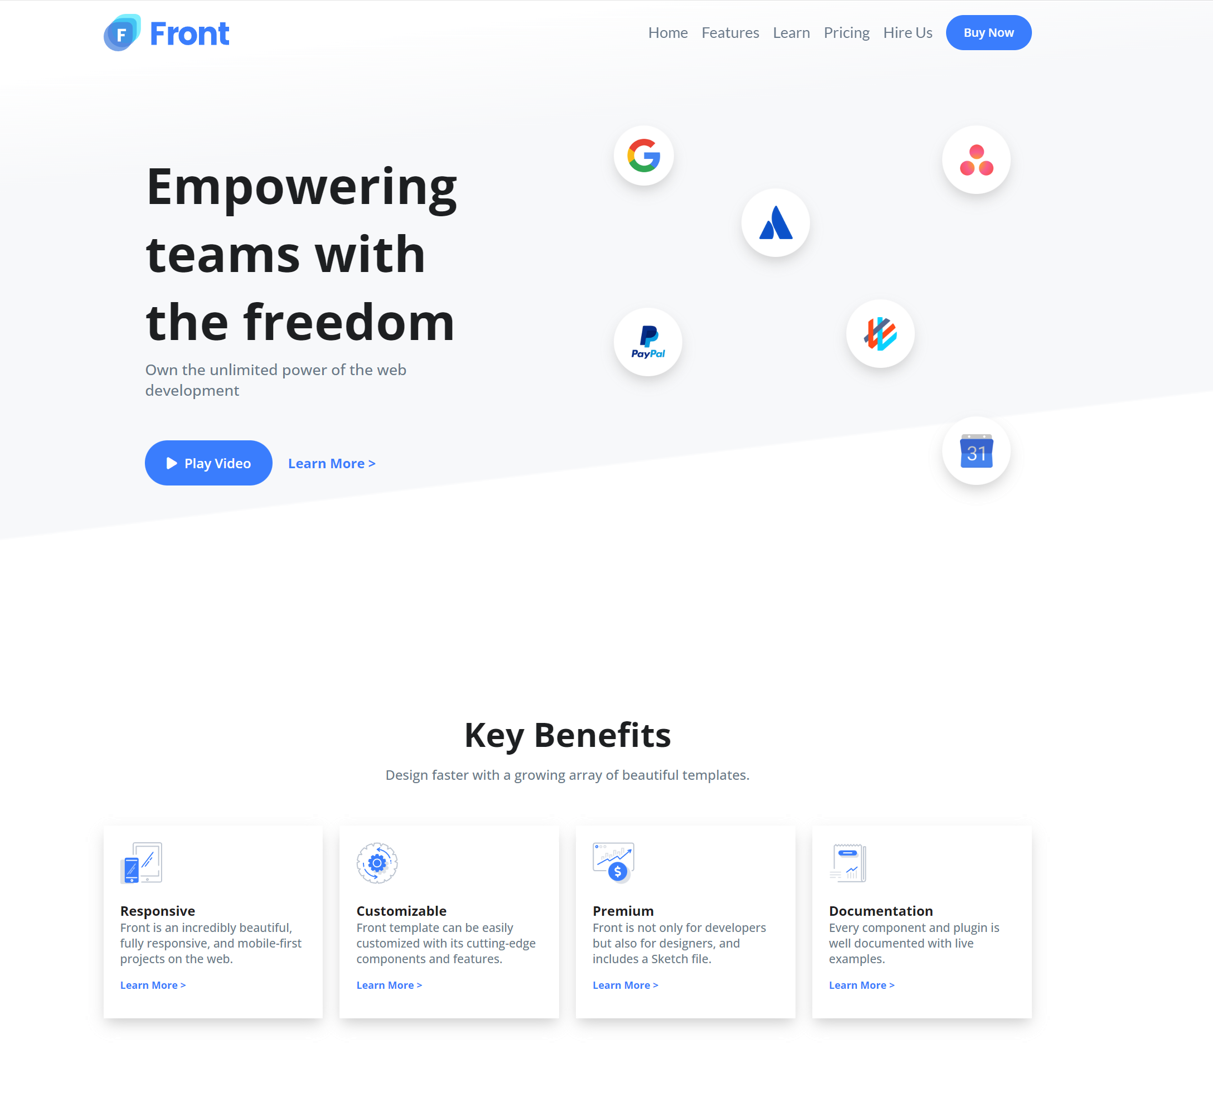 F Front
Home Features Learn Pricing Hire Us Buy Now
Empowering
teams with
the freedom
Own the unlimited power of the web
development
Play Video Learn More >
G
PayPal
31
Key Benefits
Design faster with a growing array of beautiful templates.
Responsive
Front is an incredibly beautiful,
fully responsive, and mobile-first
projects on the web.
Learn More >
Customizable
Front template can be easily
customized with its cutting-edge
components and features.
Learn More >
$
Premium
Front is not only for developers
but also for designers, and
includes a Sketch file.
Learn More >
Documentation
Every component and plugin is
well documented with live
examples.
Learn More >